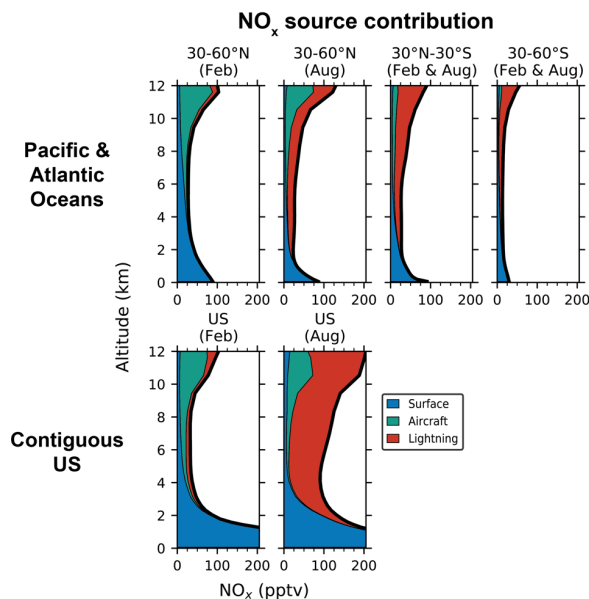 NOx source contribution
30-60°N
(Feb)
30-60°N
(Aug)
30°N-30°S
(Feb & Aug)
30-60°S
(Feb & Aug)
Pacific &
Atlantic
Oceans
12
10
8
6
4
2
0
0 100 200
0 100 200
0 100 200
0 100 200
Altitude (km)
US
(Feb)
US
(Aug)
Contiguous
US
12
10
8
6
4
2
0
0 100 200
0 100 200
Surface
Aircraft
Lightning
NOx (pptv)